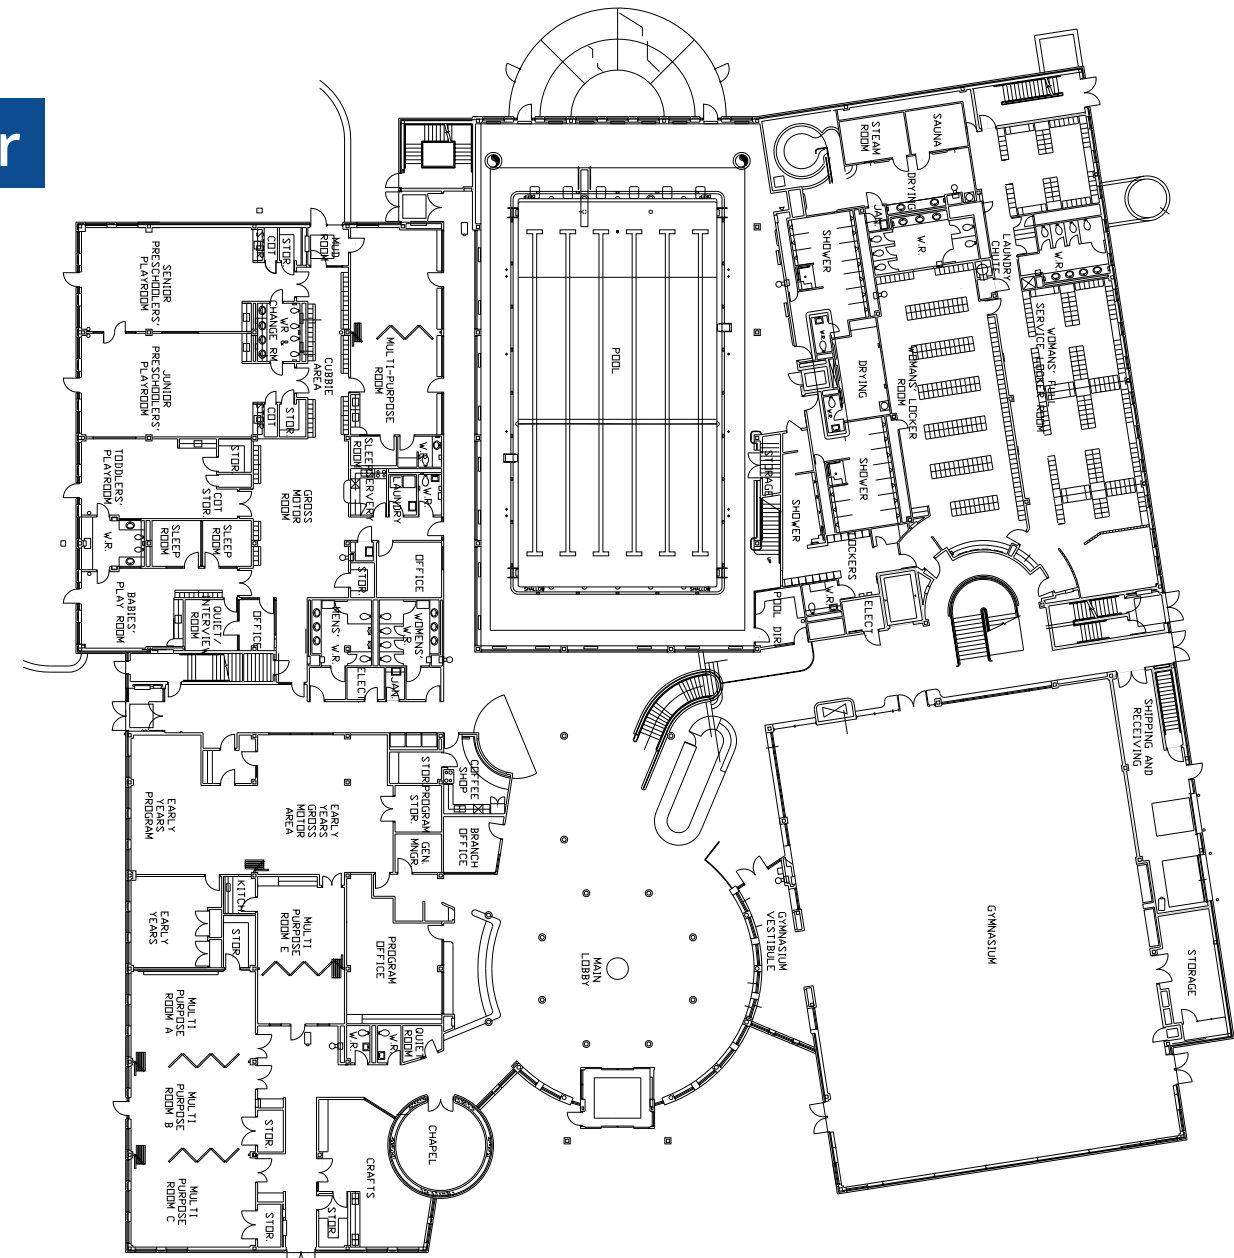 r
STEAM
ROOM
SAUNA
DRYING
JAN
SHOWER
W.R.
LAUNDRY
CHUTE
W.R.
SENIOR
PRESCHOOLERS'
PLAYROOM
STOR.
COT
STOR.
MUD
ROOM
WR &
CHANGE RM
JUNIOR
PRESCHOOLERS'
PLAYROOM
CUBBIE
AREA
MULTI-PURPOSE
ROOM
STOR.
COT
STOR.
POOL
W.R.
DRYING
W.R.
WOMANS' LOCKER
ROOM
WOMANS' FULL
SERVICE LOCKER ROOM
TODDLERS'
PLAYROOM
STOR.
COT
STOR.
GROSS
MOTOR
ROOM
SLEEP
ROOM
SERVERY
LAUNDRY
W.R.
W.R.
STORAGE
SHOWER
SHOWER
W.R.
SLEEP
ROOM
SLEEP
ROOM
STOR.
OFFICE
LOCKERS
BABIES'
PLAY ROOM
QUIET/
INTERVIEW
ROOM
OFFICE
MENS'
W.R.
WOMENS'
W.R.
ELECT
JAN
SHALLOW
SHALLOW
POOL DIR
W.R.
ELEC
SHIPPING AND
RECEIVING
EARLY
YEARS
PROGRAM
EARLY
YEARS
GROSS
MOTOR
AREA
STOR.
PROGRAM
STOR.
COFFEE
SHOP
GEN.
MNGR
BRANCH
OFFICE
EARLY
YEARS
KITCH
STOR.
MULTI
PURPOSE
ROOM E
PROGRAM
OFFICE
MAIN
LOBBY
GYMNASIUM
VESTIBULE
GYMNASIUM
STORAGE
MULTI
PURPOSE
ROOM A
W.R.
W.R.
QUIET
ROOM
MULTI
PURPOSE
ROOM B
STOR.
CHAPEL
MULTI
PURPOSE
ROOM C
STOR.
STOR.
CRAFTS